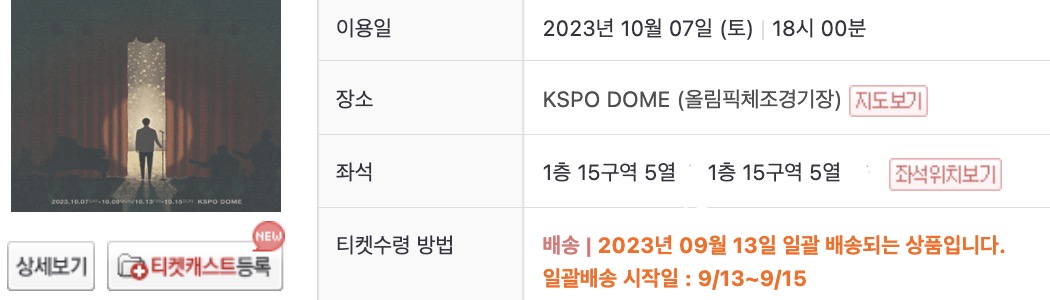 2023.10.07(SAT)-10.09(MON)/10.13(FRI)-10.15(SUN) KSPO DOME
상세보기
티켓캐스트등록
NEW
이용일 2023년 10월 07일 (토) | 18시 00분
장소 KSPO DOME (올림픽체조경기장) 지도보기
좌석 1층 15구역 5열 1층 15구역 5열 좌석위치보기
티켓수령 방법 배송 | 2023년 09월 13일 일괄 배송되는 상품입니다.
일괄배송 시작일 : 9/13~9/15